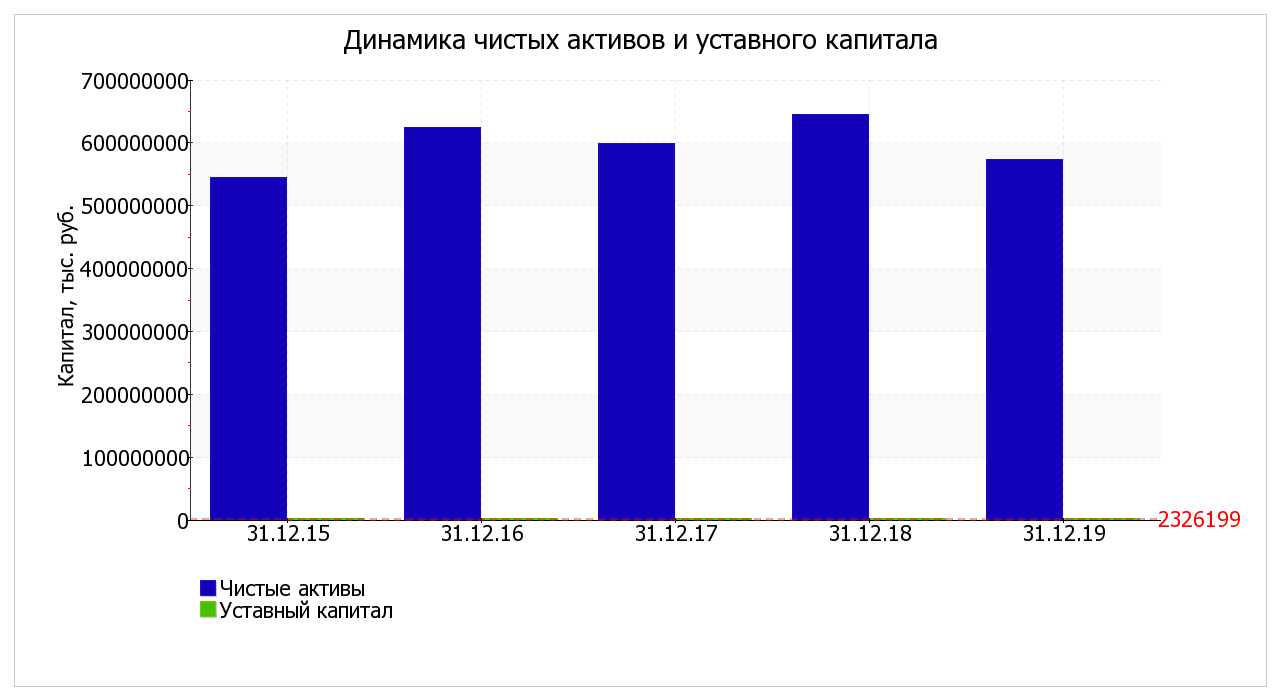 Динамика чистых активов и уставного капитала
Капитал, тыс. руб.
700000000
600000000
500000000
400000000
300000000
200000000
100000000
0
2326199
31.12.15 31.12.16 31.12.17 31.12.18 31.12.19
Чистые активы
Уставный капитал